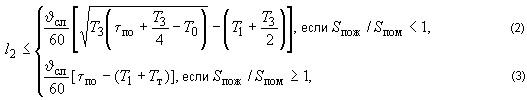 l₂ ≤ { ϑсл/60 [ √(T₃(τпо + T₃/4 − T₀)) − (T₁ + T₃/2) ], если Sпож / Sпом < 1, (2)
ϑсл/60 [τпо − (T₁ + Tт)], если Sпож / Sпом ≥ 1, (3)